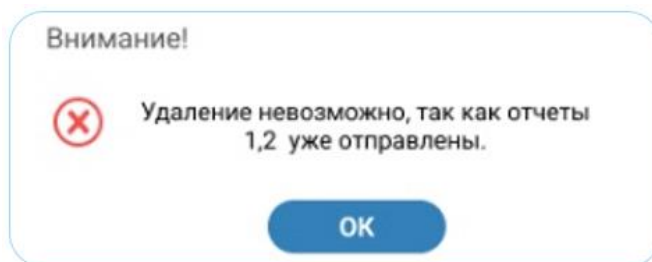 Внимание!
Удаление невозможно, так как отчеты
1,2 уже отправлены.
ОК